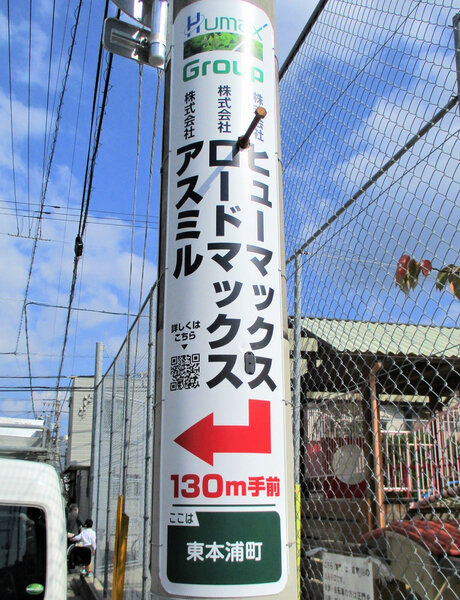 Humax
Group
株式会社 ヒューマックス
株式会社 ロードマックス
株式会社 アスミル
詳しくは
こちら
130m手前
ここは
東本浦町